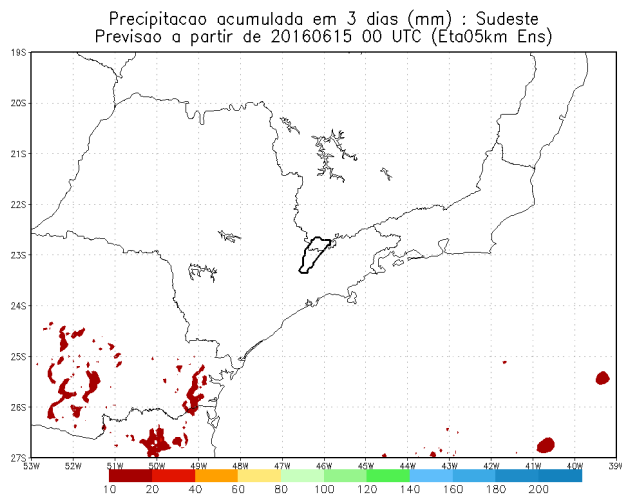 Precipitacao acumulada em 3 dias (mm) : Sudeste
Previsao a partir de 20160615 00 UTC (Eta05km Ens)
19S
20S
21S
22S
23S
24S
25S
26S
27S
53W 52W 51W 50W 49W 48W 47W 46W 45W 44W 43W 42W 41W 40W 39W
10 20 40 60 80 100 120 140 160 180 200